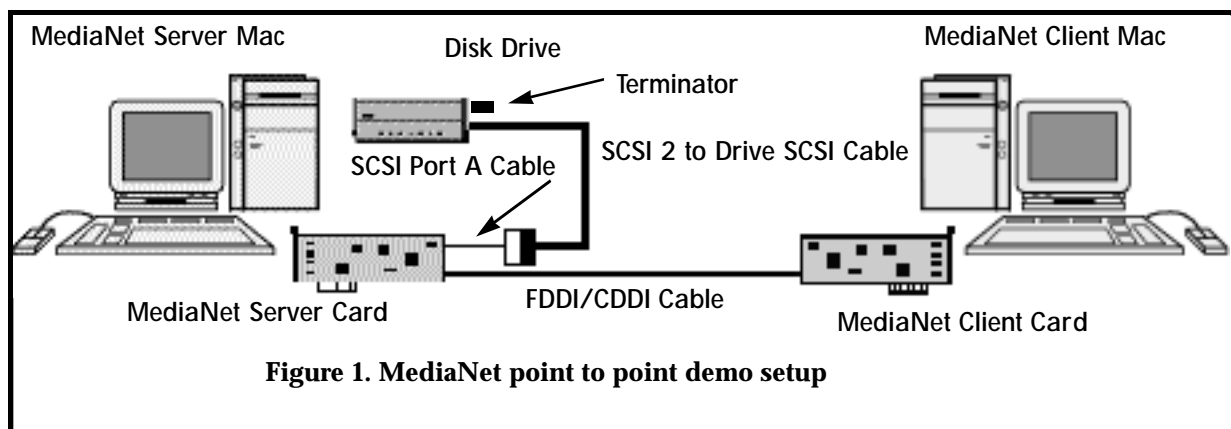 MediaNet Server Mac
Disk Drive
MediaNet Client Mac
Terminator
SCSI 2 to Drive SCSI Cable
SCSI Port A Cable
FDDI/CDDI Cable
MediaNet Server Card
MediaNet Client Card
Figure 1. MediaNet point to point demo setup